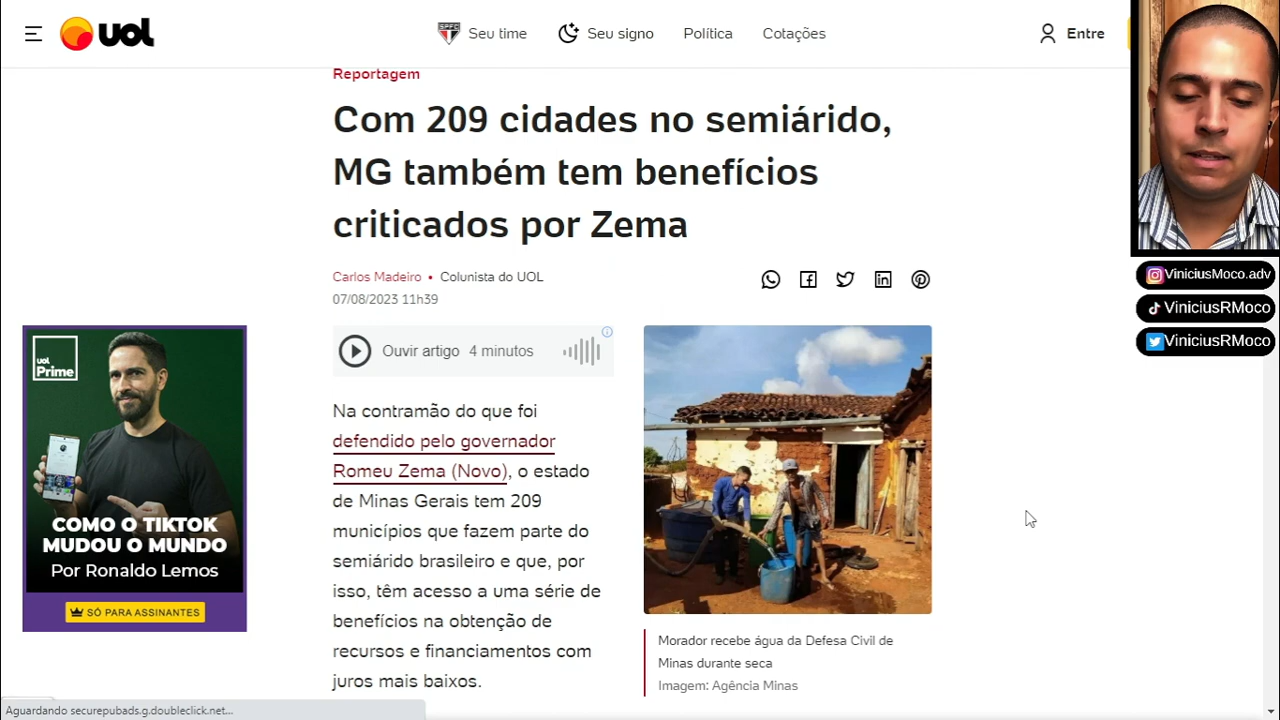 uol
SPFC
Seu time
Seu signo
Política
Cotações
Entre
Reportagem
Com 209 cidades no semiárido,
MG também tem benefícios
criticados por Zema
Carlos Madeiro • Colunista do UOL
07/08/2023 11h39
Ouvir artigo 4 minutos
Na contramão do que foi
defendido pelo governador
Romeu Zema (Novo), o estado
de Minas Gerais tem 209
municípios que fazem parte do
semiárido brasileiro e que, por
isso, têm acesso a uma série de
benefícios na obtenção de
recursos e financiamentos com
juros mais baixos.
Morador recebe água da Defesa Civil de
Minas durante seca
Imagem: Agência Minas
uol
Prime
COMO O TIKTOK
MUDOU O MUNDO
Por Ronaldo Lemos
SÓ PARA ASSINANTES
ViniciusMoco.adv
ViniciusRMoco
ViniciusRMoco
Aguardando securepubads.g.doubleclick.net...